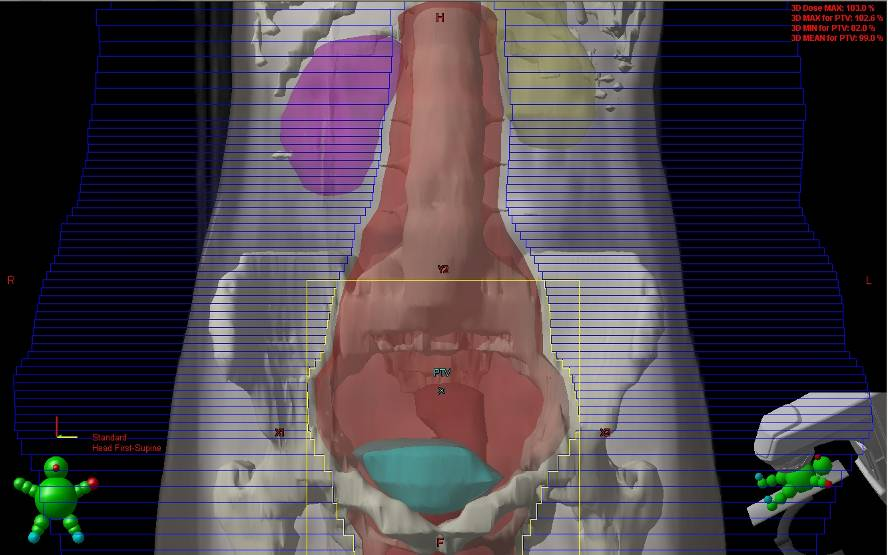 H
3D Dose MAX: 103.0 %
3D MAX for PTV: 102.6 %
3D MIN for PTV: 82.0 %
3D MEAN for PTV: 99.0 %
Y2
R
L
PTV
X1
X2
Standard
Head First-Supine
F